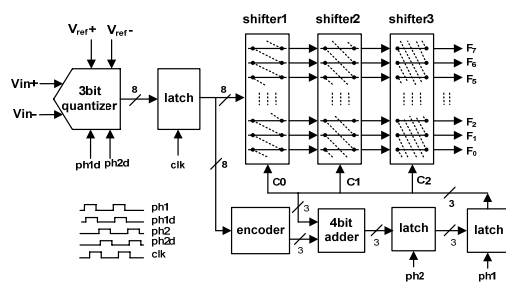 shifter1 shifter2 shifter3
Vref+ Vref-
Vin+
Vin-
3bit quantizer
8
latch
8
8
ph1d ph2d
clk
F7
F6
F5
F2
F1
F0
C0 C1 C2
3
3
encoder
3
4bit adder
3
latch
3
latch
ph2
ph1
ph1
ph1d
ph2
ph2d
clk